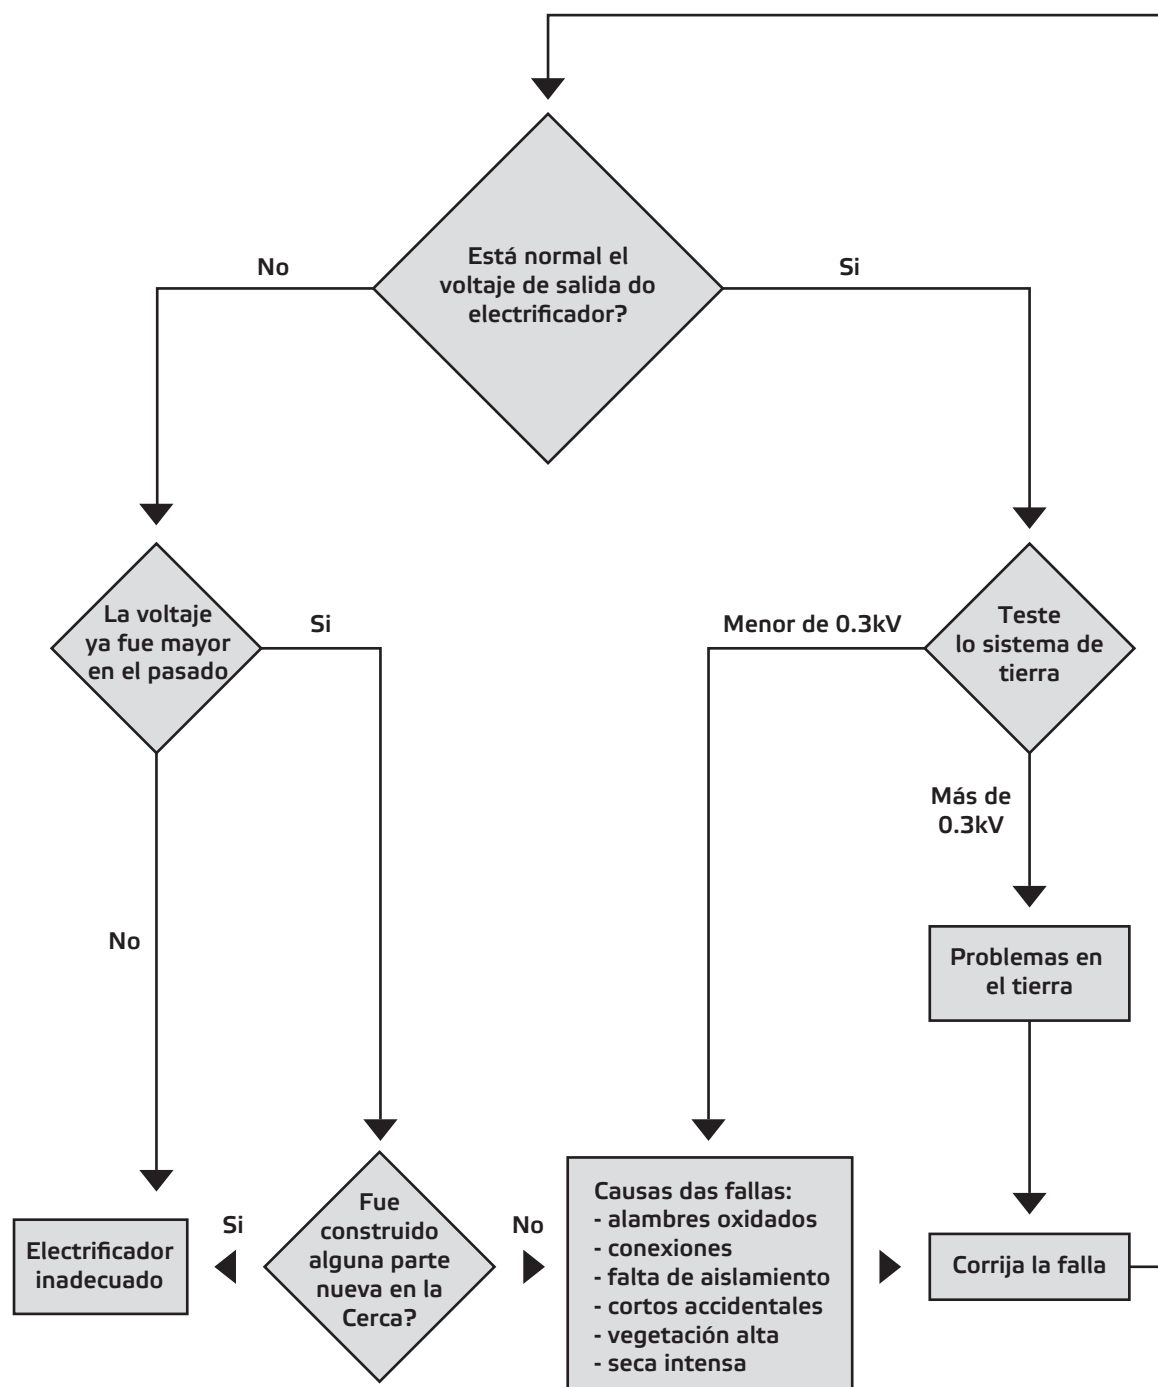 Está normal el
voltaje de salida do
electrificador?
No
Si
La voltaje
ya fue mayor
en el pasado
Si
Menor de 0.3kV
Teste
lo sistema de
tierra
Más de
0.3kV
No
Problemas en
el tierra
Electrificador
inadecuado
Si
Fue
construido
alguna parte
nueva en la
Cerca?
No
Causas das fallas:
- alambres oxidados
- conexiones
- falta de aislamiento
- cortos accidentales
- vegetación alta
- seca intensa
Corrija la falla